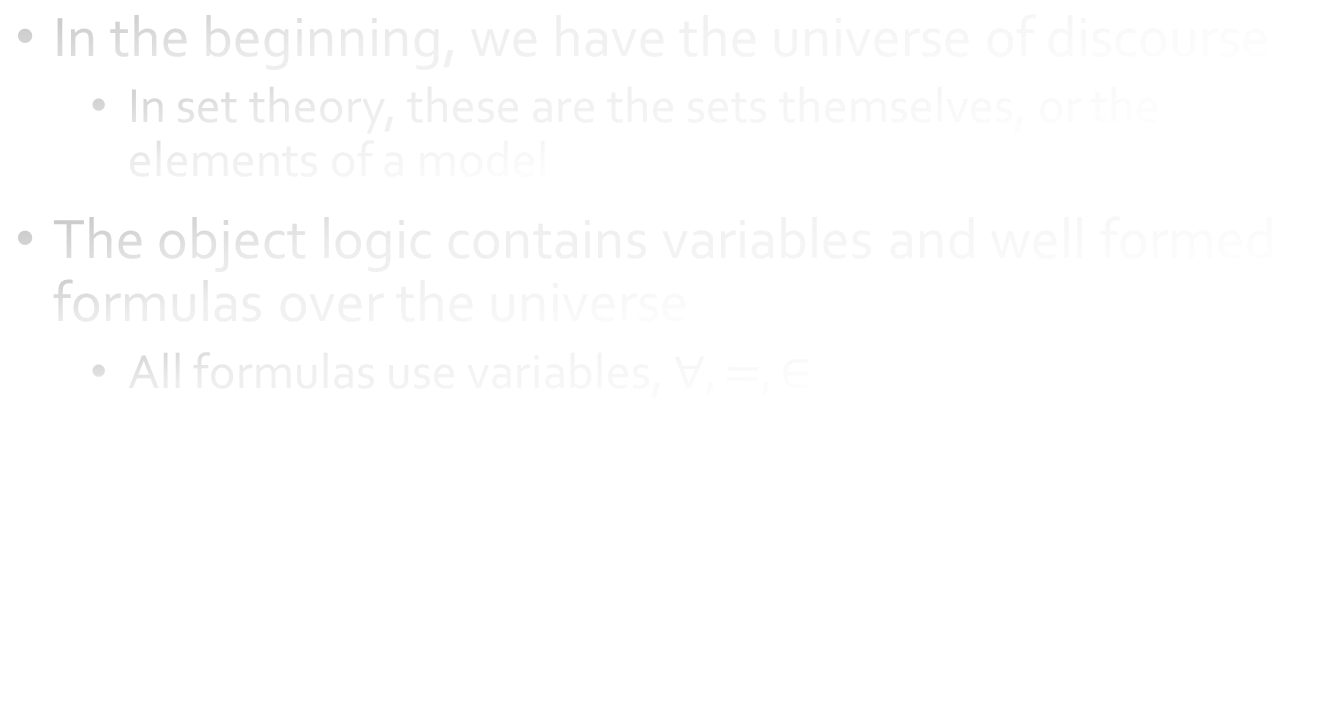 • In the beginning, we have the universe of discourse
• In set theory, these are the sets themselves, or the
elements of a model
• The object logic contains variables and well formed
formulas over the universe
• All formulas use variables, ∀, =, ∈